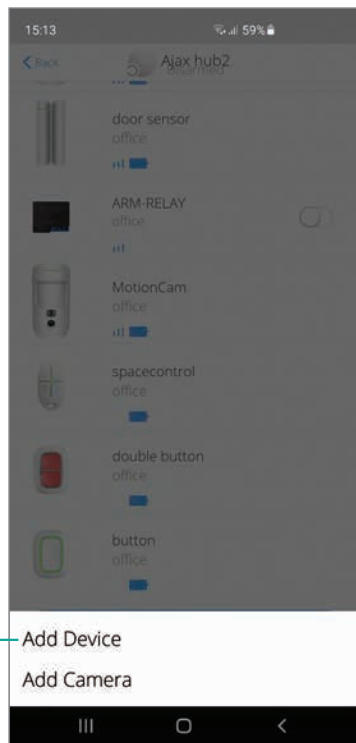 15:13
59%
Back
Ajax hub2
Disarmed
door sensor
office
ARM-RELAY
office
MotionCam
office
spacecontrol
office
double button
office
button
office
Add Device
Add Camera